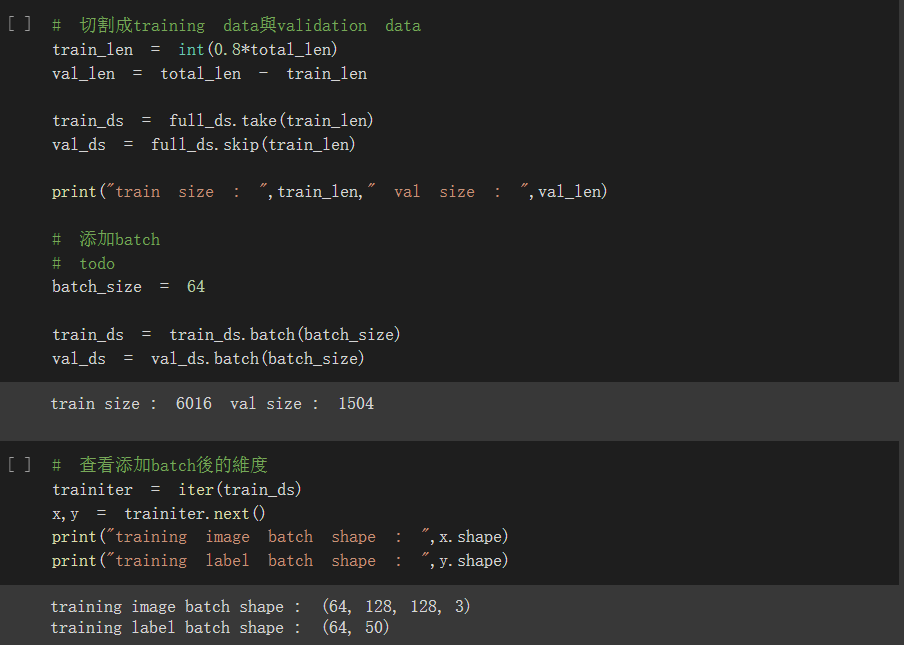 [ ] # 切割成training data與validation data
train_len = int(0.8*total_len)
val_len = total_len - train_len
train_ds = full_ds.take(train_len)
val_ds = full_ds.skip(train_len)
print("train size : ",train_len," val size : ",val_len)
# 添加batch
# todo
batch_size = 64
train_ds = train_ds.batch(batch_size)
val_ds = val_ds.batch(batch_size)
train size :  6016  val size :  1504
[ ] # 查看添加batch後的維度
trainiter = iter(train_ds)
x,y = trainiter.next()
print("training image batch shape : ",x.shape)
print("training label batch shape : ",y.shape)
training image batch shape :  (64, 128, 128, 3)
training label batch shape :  (64, 50)